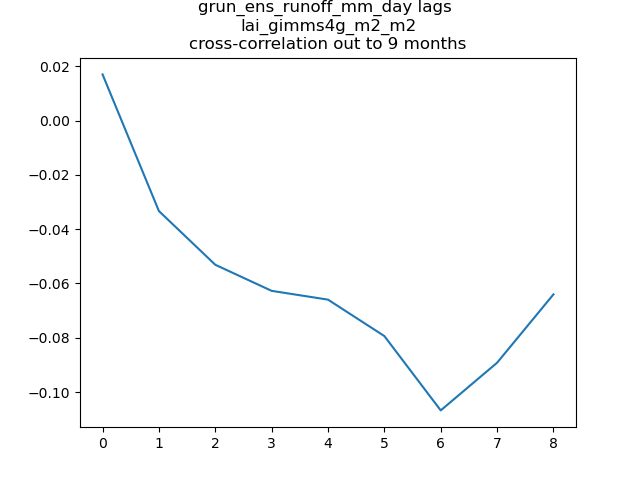 grun_ens_runoff_mm_day lags
lai_gimms4g_m2_m2
cross-correlation out to 9 months
0.02
0.00
−0.02
−0.04
−0.06
−0.08
−0.10
0 1 2 3 4 5 6 7 8